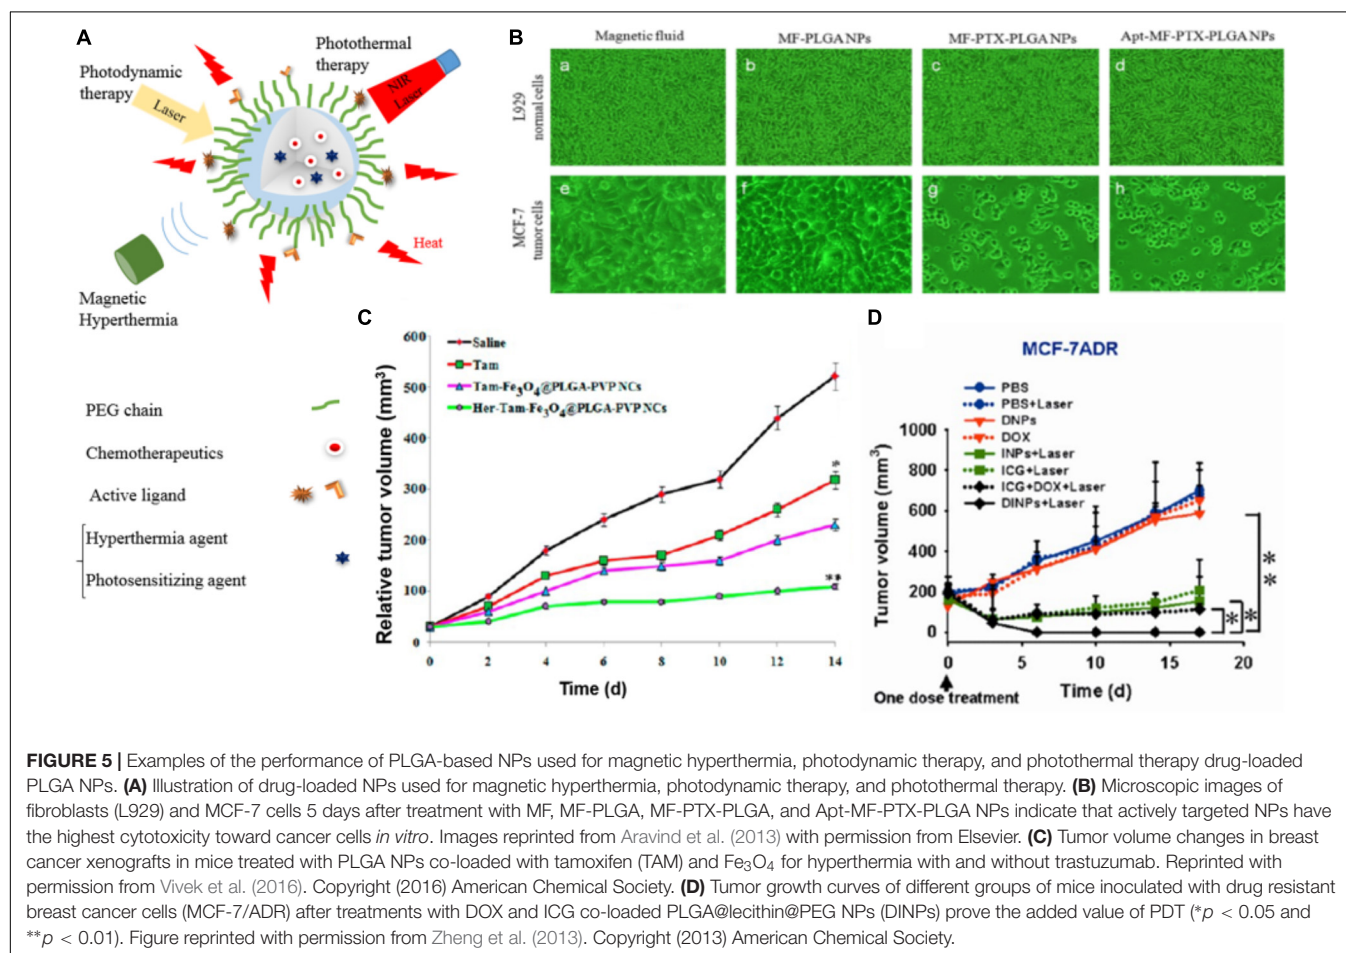 A
Photothermal
therapy
Photodynamic
therapy
Laser
NIR
Laser
Heat
Magnetic
Hyperthermia
PEG chain
Chemotherapeutics
Active ligand
Hyperthermia agent
Photosensitizing agent
B
Magnetic fluid
MF-PLGA NPs
MF-PTX-PLGA NPs
Apt-MF-PTX-PLGA NPs
L929
normal cells
a
b
c
d
MCF-7
tumor cells
e
f
g
h
C
Relative tumor volume (mm³)
600
500
400
300
200
100
0
Saline
Tam
Tam-Fe₃O₄@PLGA-PVP NCs
Her-Tam-Fe₃O₄@PLGA-PVP NCs
*
**
0 2 4 6 8 10 12 14
Time (d)
D
MCF-7ADR
PBS
PBS+Laser
DNPs
DOX
INPs+Laser
ICG+Laser
ICG+DOX+Laser
DINPs+Laser
Tumor volume (mm³)
1000
800
600
400
200
0
* * **
0 5 10 15 20
One dose treatment
Time (d)
FIGURE 5 | Examples of the performance of PLGA-based NPs used for magnetic hyperthermia, photodynamic therapy, and photothermal therapy drug-loaded
PLGA NPs. (A) Illustration of drug-loaded NPs used for magnetic hyperthermia, photodynamic therapy, and photothermal therapy. (B) Microscopic images of
fibroblasts (L929) and MCF-7 cells 5 days after treatment with MF, MF-PLGA, MF-PTX-PLGA, and Apt-MF-PTX-PLGA NPs indicate that actively targeted NPs have
the highest cytotoxicity toward cancer cells in vitro. Images reprinted from Aravind et al. (2013) with permission from Elsevier. (C) Tumor volume changes in breast
cancer xenografts in mice treated with PLGA NPs co-loaded with tamoxifen (TAM) and Fe₃O₄ for hyperthermia with and without trastuzumab. Reprinted with
permission from Vivek et al. (2016). Copyright (2016) American Chemical Society. (D) Tumor growth curves of different groups of mice inoculated with drug resistant
breast cancer cells (MCF-7/ADR) after treatments with DOX and ICG co-loaded PLGA@lecithin@PEG NPs (DINPs) prove the added value of PDT (*p < 0.05 and
**p < 0.01). Figure reprinted with permission from Zheng et al. (2013). Copyright (2013) American Chemical Society.